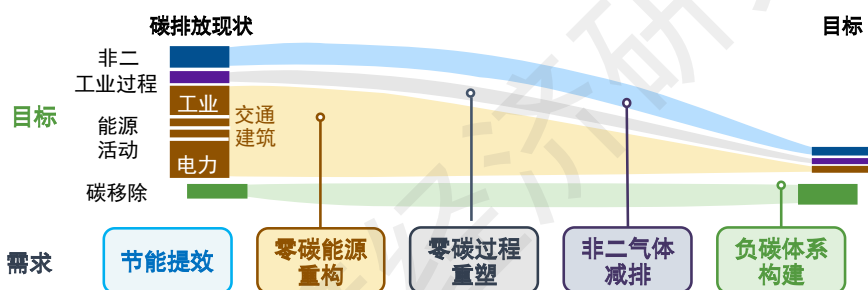 碳排放现状
目标
非二
工业过程
工业
交通
建筑
目标
能源
活动
电力
碳移除
需求
节能提效
零碳能源
重构
零碳过程
重塑
非二气体
减排
负碳体系
构建
经济研